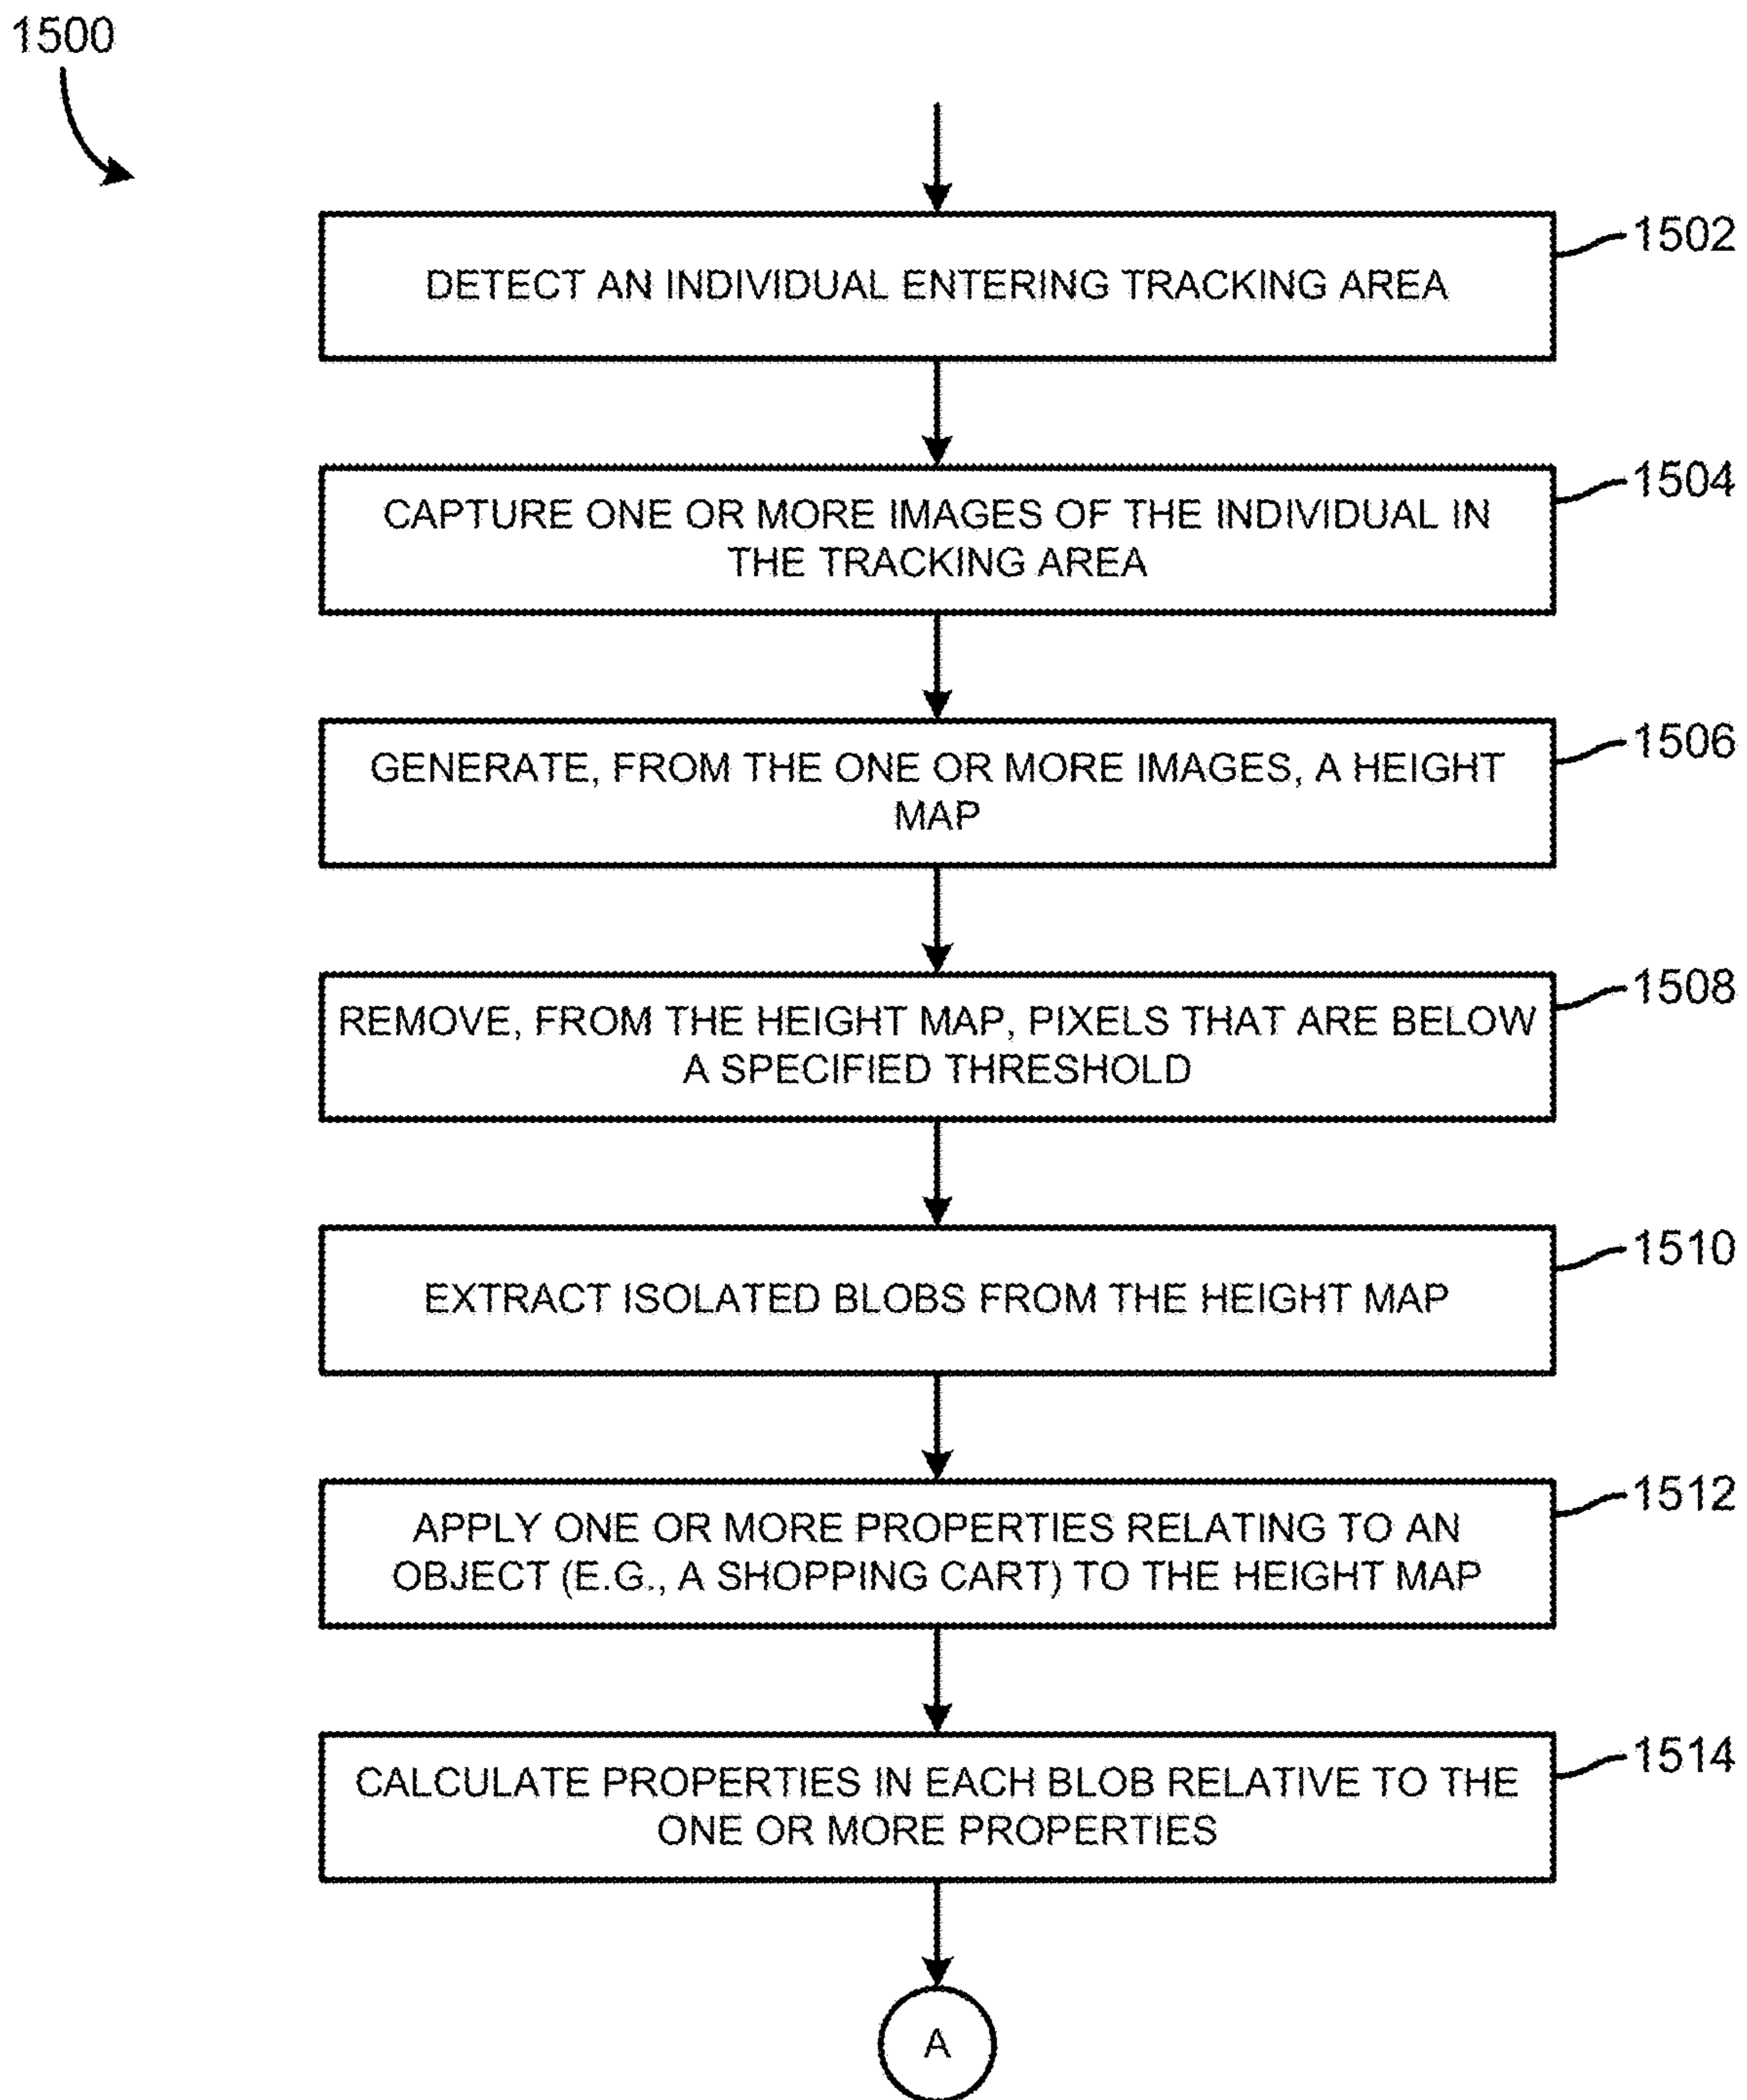 1500
1502
DETECT AN INDIVIDUAL ENTERING TRACKING AREA
1504
CAPTURE ONE OR MORE IMAGES OF THE INDIVIDUAL IN
THE TRACKING AREA
1506
GENERATE, FROM THE ONE OR MORE IMAGES, A HEIGHT
MAP
1508
REMOVE, FROM THE HEIGHT MAP, PIXELS THAT ARE BELOW
A SPECIFIED THRESHOLD
1510
EXTRACT ISOLATED BLOBS FROM THE HEIGHT MAP
1512
APPLY ONE OR MORE PROPERTIES RELATING TO AN
OBJECT (E.G., A SHOPPING CART) TO THE HEIGHT MAP
1514
CALCULATE PROPERTIES IN EACH BLOB RELATIVE TO THE
ONE OR MORE PROPERTIES
A